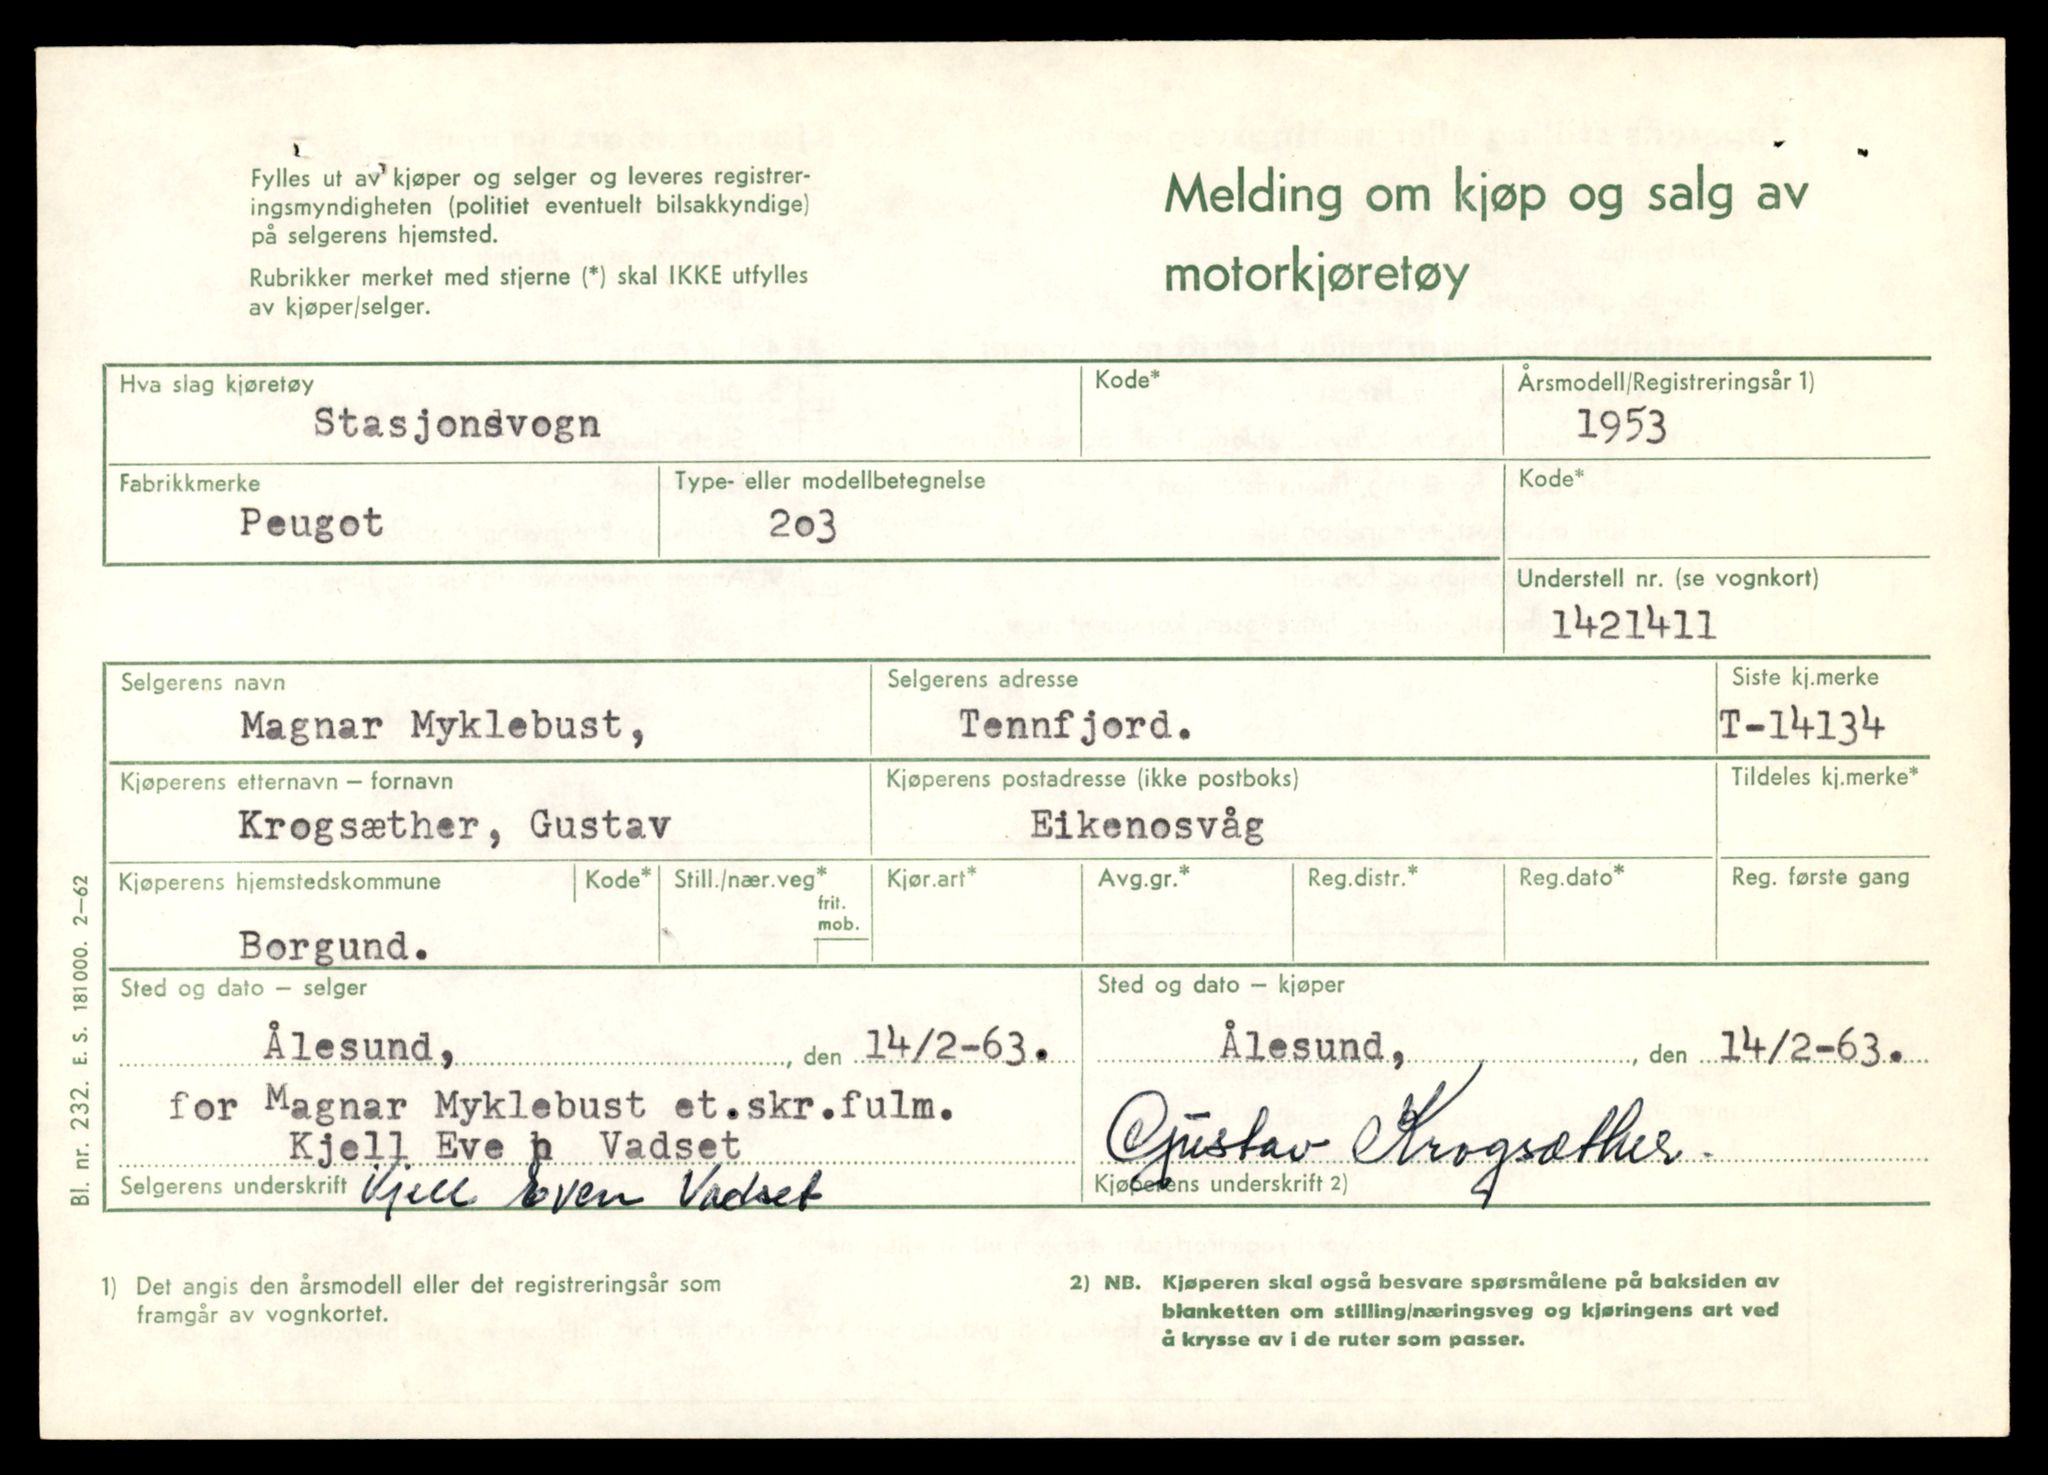 Fylles ut av kjøper og selger og leveres registrer-
ingsmyndigheten (politiet eventuelt bilsakkyndige)
på selgerens hjemsted.
Rubrikker merket med stjerne (*) skal IKKE utfylles
av kjøper/selger.
Melding om kjøp og salg av
motorkjøretøy
Hva slag kjøretøy
Stasjonsvogn
Kode*
Årsmodell/Registreringsår 1)
1953
Fabrikkmerke
Peugot
Type- eller modellbetegnelse
203
Kode*
Understell nr. (se vognkort)
1421411
Selgerens navn
Magnar Myklebust,
Selgerens adresse
Tennfjord.
Siste kj.merke
T-14134
Kjøperens etternavn – fornavn
Krogsæther, Gustav
Kjøperens postadresse (ikke postboks)
Eikenosvåg
Tildeles kj.merke*
Kjøperens hjemstedskommune
Borgund.
Kode*
Still./nær.veg*
frit.
mob.
Kjør.art*
Avg.gr.*
Reg.distr.*
Reg.dato*
Reg. første gang
Sted og dato – selger
Ålesund, , den 14/2-63.
for Magnar Myklebust et.skr.fulm.
Kjell Eve n Vadset
Selgerens underskrift Kjell Even Vadset
Sted og dato – kjøper
Ålesund, , den 14/2-63.
Gustav Krogsæther.
Kjøperens underskrift 2)
1) Det angis den årsmodell eller det registreringsår som
framgår av vognkortet.
2) NB. Kjøperen skal også besvare spørsmålene på baksiden av
blanketten om stilling/næringsveg og kjøringens art ved
å krysse av i de ruter som passer.
Bl. nr. 232. E. S. 181 000. 2–62